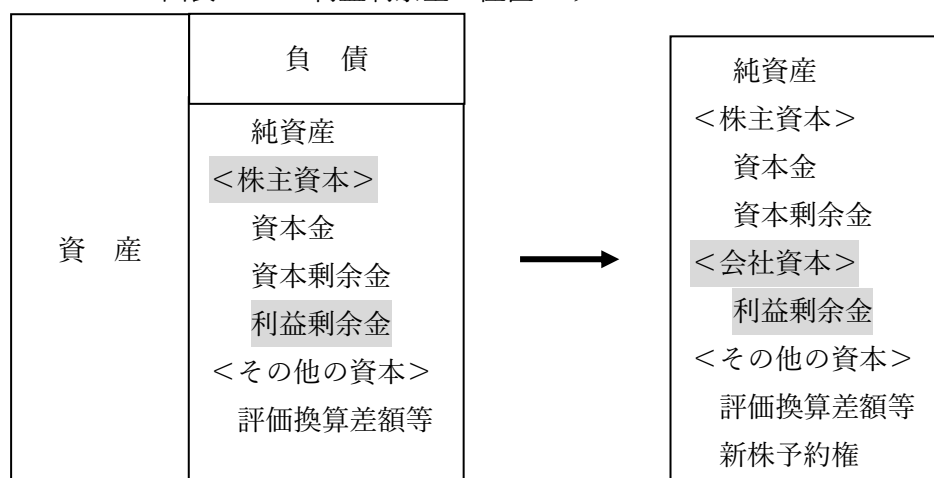 資 産
負 債
純資産
＜株主資本＞
資本金
資本剰余金
利益剰余金
＜その他の資本＞
評価換算差額等
純資産
＜株主資本＞
資本金
資本剰余金
＜会社資本＞
利益剰余金
＜その他の資本＞
評価換算差額等
新株予約権